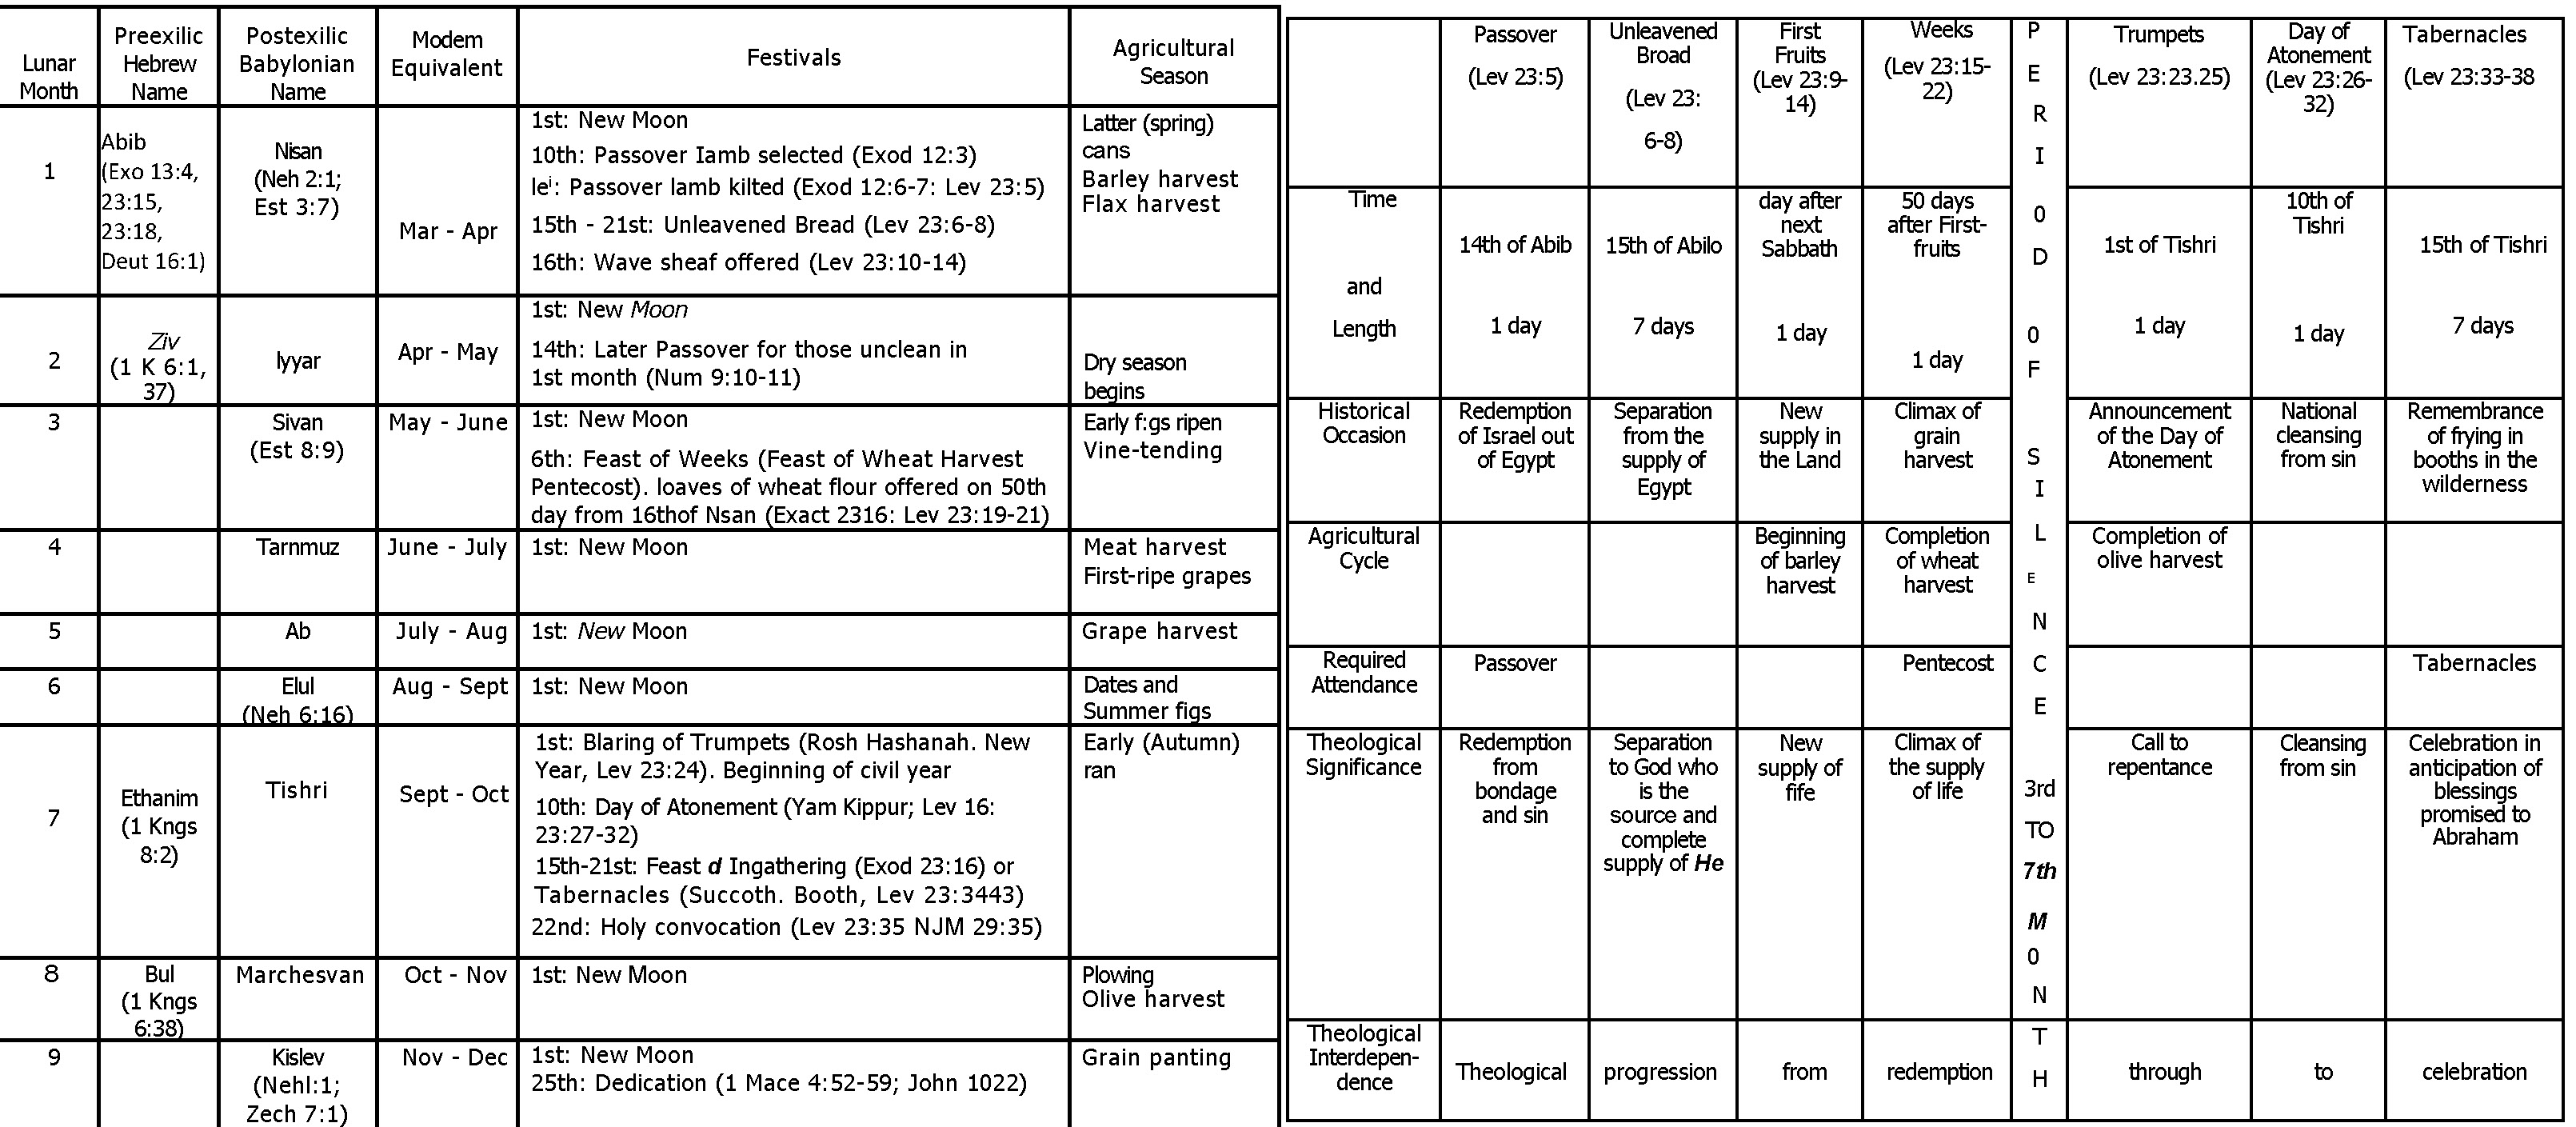 Lunar
Month
Preexilic
Hebrew
Name
Postexilic
Babylonian
Name
Modem
Equivalent
Festivals
Agricultural
Season
1
Abib
(Exo 13:4,
23:15,
23:18,
Deut 16:1)
Nisan
(Neh 2:1;
Est 3:7)
Mar - Apr
1st: New Moon
10th: Passover Iamb selected (Exod 12:3)
leⁱ: Passover lamb kilted (Exod 12:6-7: Lev 23:5)
15th - 21st: Unleavened Bread (Lev 23:6-8)
16th: Wave sheaf offered (Lev 23:10-14)
Latter (spring)
cans
Barley harvest
Flax harvest
2
Ziv
(1 K 6:1,
37)
lyyar
Apr - May
1st: New Moon
14th: Later Passover for those unclean in
1st month (Num 9:10-11)
Dry season
begins
3
Sivan
(Est 8:9)
May - June
1st: New Moon
6th: Feast of Weeks (Feast of Wheat Harvest
Pentecost). loaves of wheat flour offered on 50th
day from 16thof Nsan (Exact 2316: Lev 23:19-21)
Early f:gs ripen
Vine-tending
4
Tarnmuz
June - July
1st: New Moon
Meat harvest
First-ripe grapes
5
Ab
July - Aug
1st: New Moon
Grape harvest
6
Elul
(Neh 6:16)
Aug - Sept
1st: New Moon
Dates and
Summer figs
7
Ethanim
(1 Kngs
8:2)
Tishri
Sept - Oct
1st: Blaring of Trumpets (Rosh Hashanah. New
Year, Lev 23:24). Beginning of civil year
10th: Day of Atonement (Yam Kippur; Lev 16:
23:27-32)
15th-21st: Feast d Ingathering (Exod 23:16) or
Tabernacles (Succoth. Booth, Lev 23:3443)
22nd: Holy convocation (Lev 23:35 NJM 29:35)
Early (Autumn)
ran
8
Bul
(1 Kngs
6:38)
Marchesvan
Oct - Nov
1st: New Moon
Plowing
Olive harvest
9
Kislev
(Nehl:1;
Zech 7:1)
Nov - Dec
1st: New Moon
25th: Dedication (1 Mace 4:52-59; John 1022)
Grain panting
Passover
(Lev 23:5)
Unleavened
Broad
(Lev 23:
6-8)
First
Fruits
(Lev 23:9-
14)
Weeks
(Lev 23:15-
22)
P
E
R
I
0
D
0
F
S
I
L
E
N
C
E
3rd
TO
7th
M
0
N
T
H
Trumpets
(Lev 23:23.25)
Day of
Atonement
(Lev 23:26-
32)
Tabernacles
(Lev 23:33-38
Time
and
Length
14th of Abib
1 day
15th of Abilo
7 days
day after
next
Sabbath
1 day
50 days
after First-
fruits
1 day
1st of Tishri
1 day
10th of
Tishri
1 day
15th of Tishri
7 days
Historical
Occasion
Redemption
of Israel out
of Egypt
Separation
from the
supply of
Egypt
New
supply in
the Land
Climax of
grain
harvest
Announcement
of the Day of
Atonement
National
cleansing
from sin
Remembrance
of frying in
booths in the
wilderness
Agricultural
Cycle
Beginning
of barley
harvest
Completion
of wheat
harvest
Completion of
olive harvest
Required
Attendance
Passover
Pentecost
Tabernacles
Theological
Significance
Redemption
from
bondage
and sin
Separation
to God who
is the
source and
complete
supply of He
New
supply of
fife
Climax of
the supply
of life
Call to
repentance
Cleansing
from sin
Celebration in
anticipation of
blessings
promised to
Abraham
Theological
Interdepen-
dence
Theological
progression
from
redemption
through
to
celebration